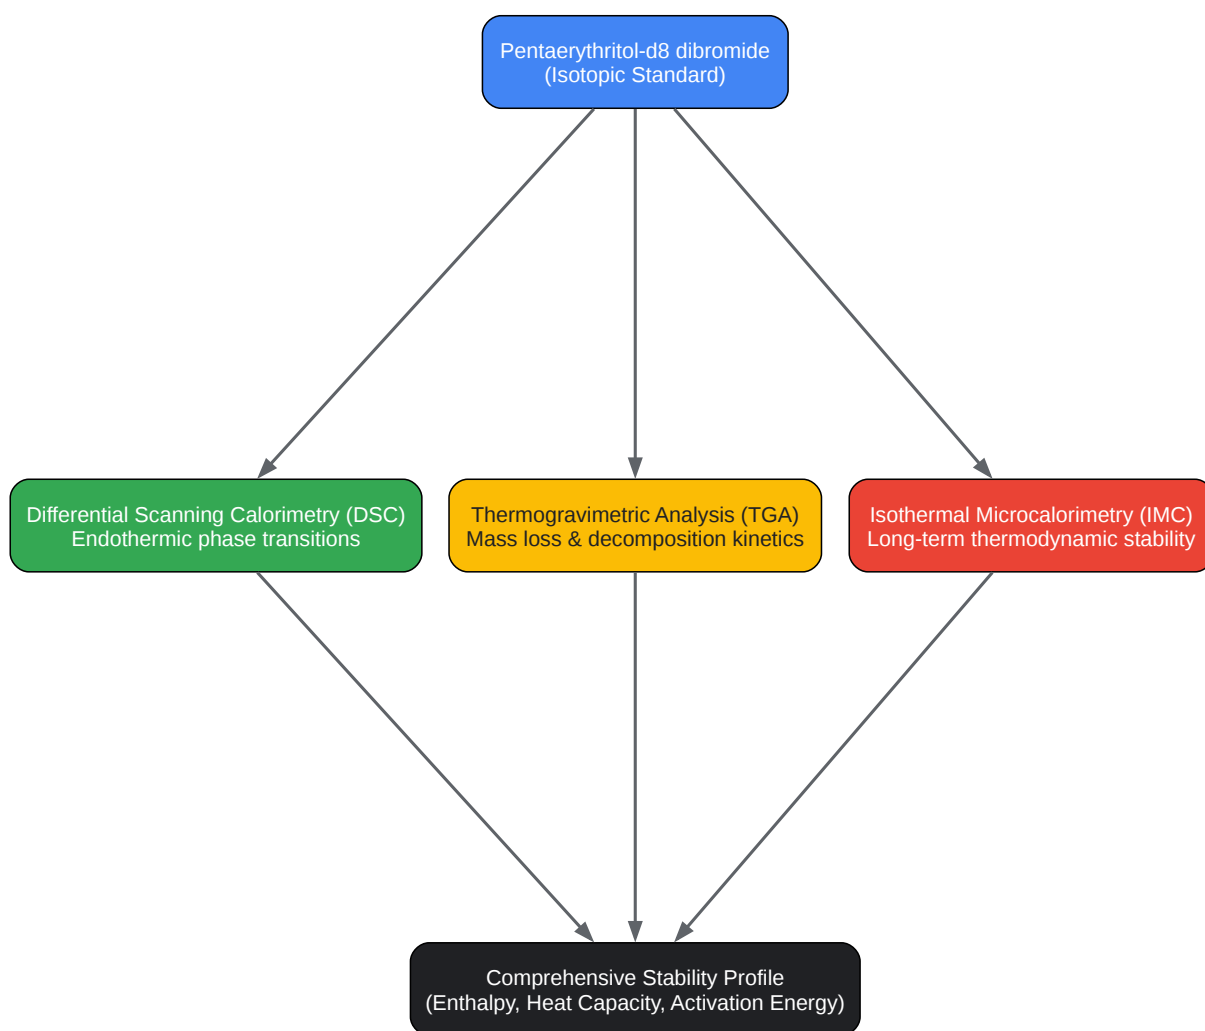 Pentaerythritol-d8 dibromide
(Isotopic Standard)
Differential Scanning Calorimetry (DSC)
Endothermic phase transitions
Thermogravimetric Analysis (TGA)
Mass loss & decomposition kinetics
Isothermal Microcalorimetry (IMC)
Long-term thermodynamic stability
Comprehensive Stability Profile
(Enthalpy, Heat Capacity, Activation Energy)